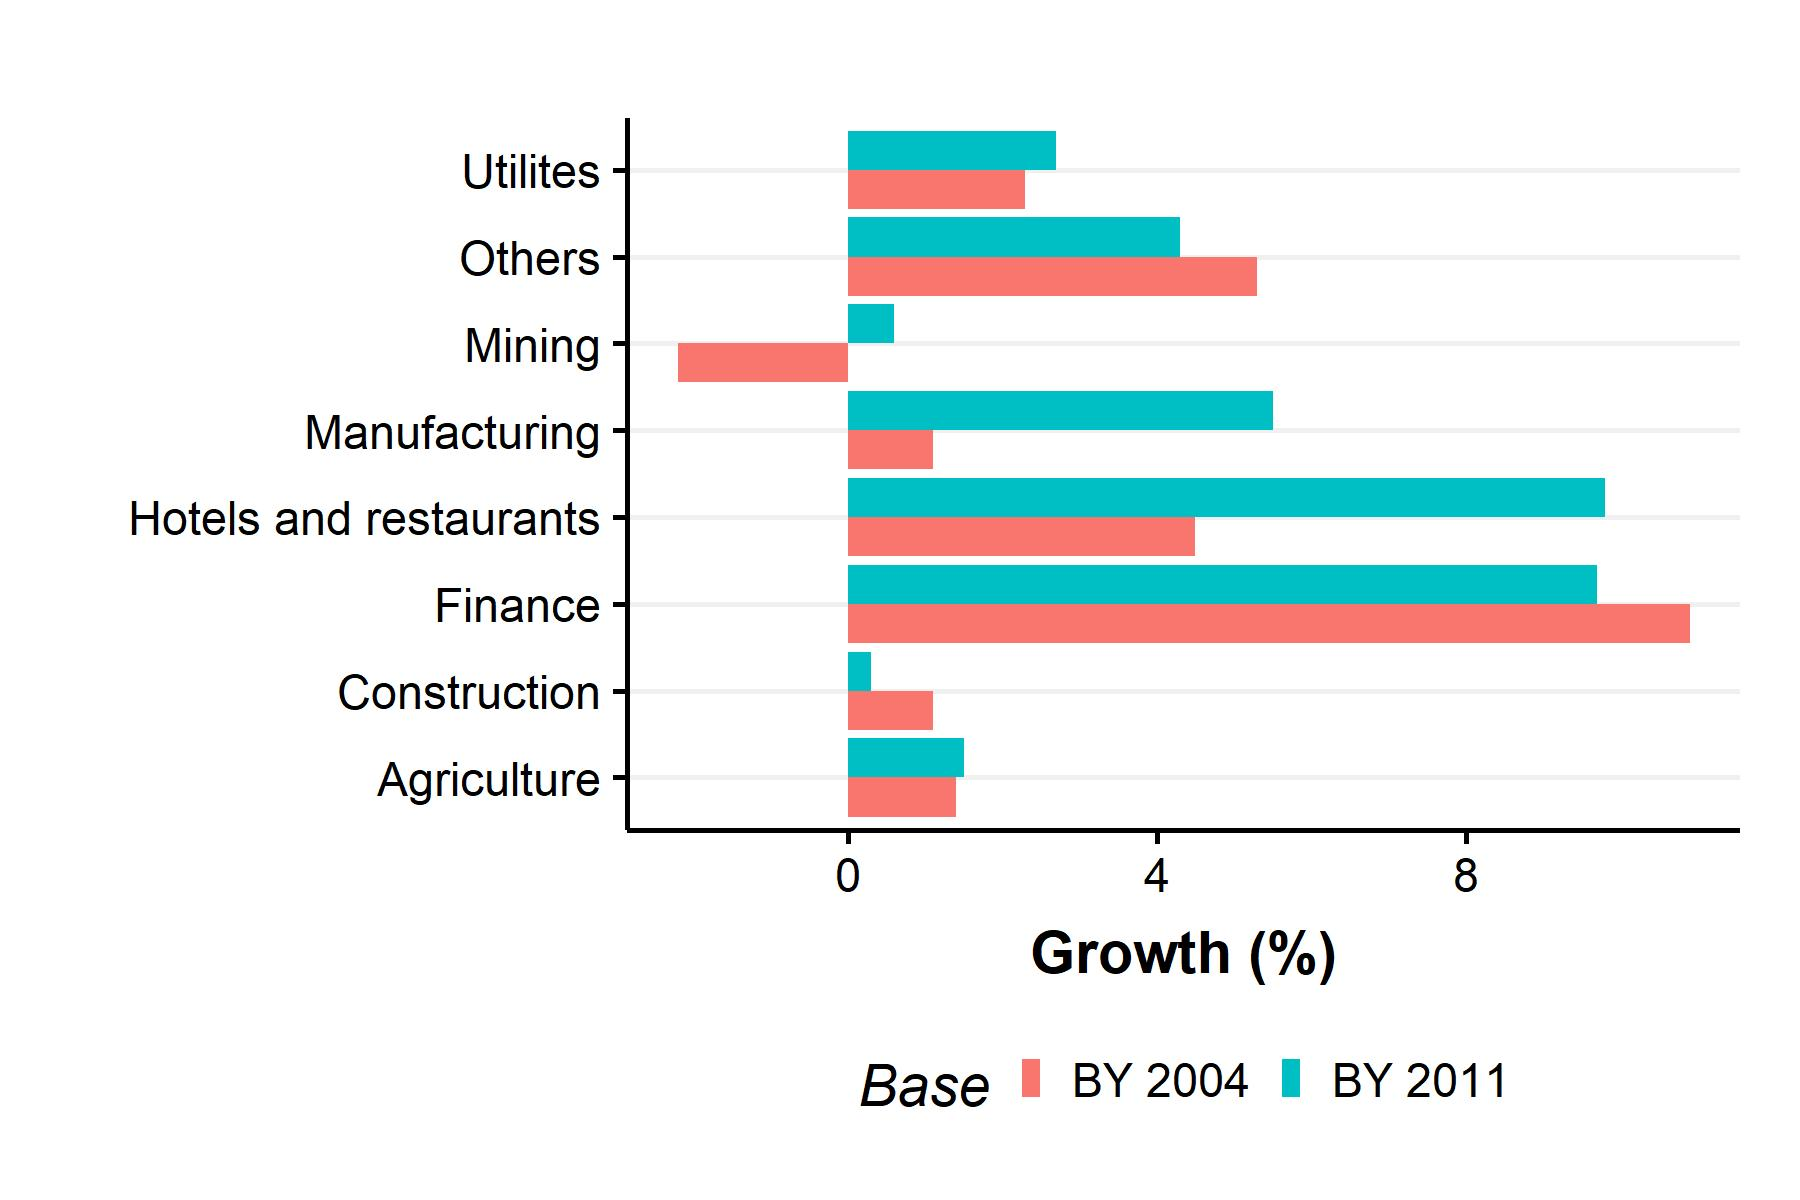 Utilites
Others
Mining
Manufacturing
Hotels and restaurants
Finance
Construction
Agriculture
0 4 8
Growth (%)
Base BY 2004 BY 2011